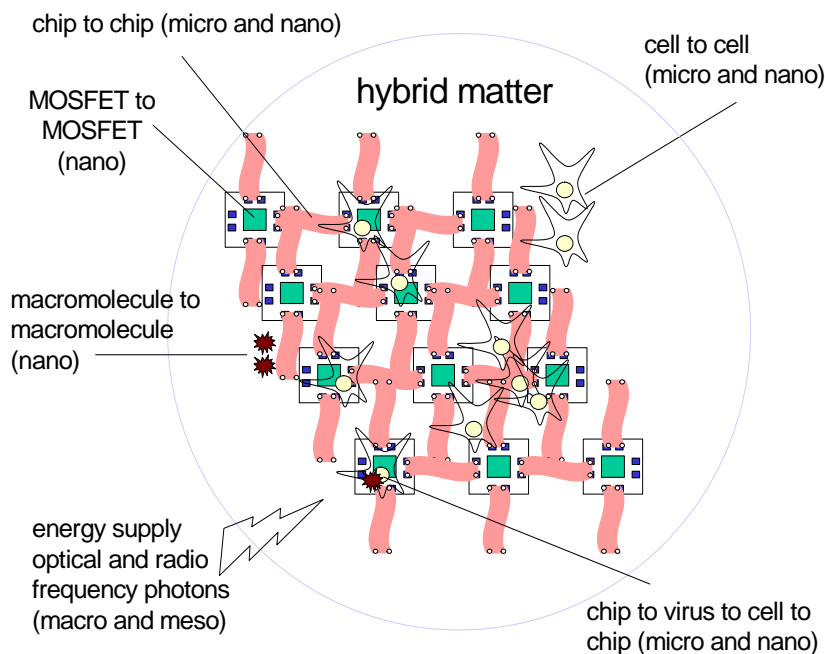 chip to chip (micro and nano)
cell to cell
(micro and nano)
hybrid matter
MOSFET to
MOSFET
(nano)
macromolecule to
macromolecule
(nano)
energy supply
optical and radio
frequency photons
(macro and meso)
chip to virus to cell to
chip (micro and nano)